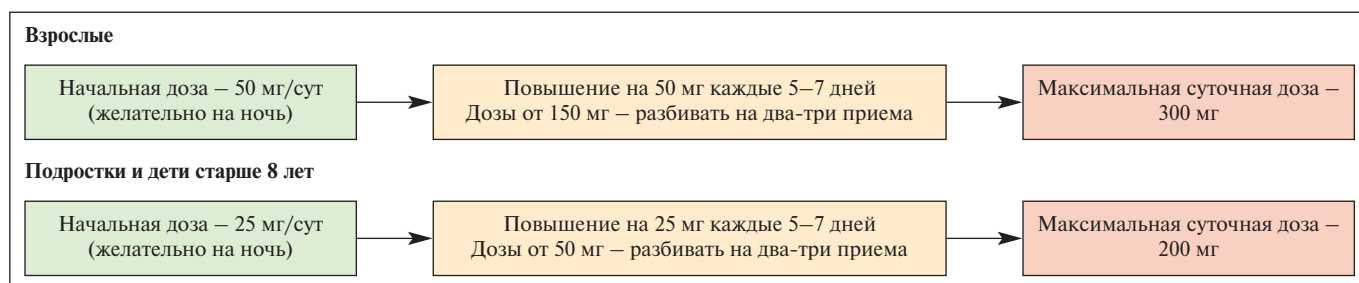 Взрослые
Начальная доза – 50 мг/сут
(желательно на ночь)
Повышение на 50 мг каждые 5–7 дней
Дозы от 150 мг – разбивать на два-три приема
Максимальная суточная доза –
300 мг
Подростки и дети старше 8 лет
Начальная доза – 25 мг/сут
(желательно на ночь)
Повышение на 25 мг каждые 5–7 дней
Дозы от 50 мг – разбивать на два-три приема
Максимальная суточная доза –
200 мг